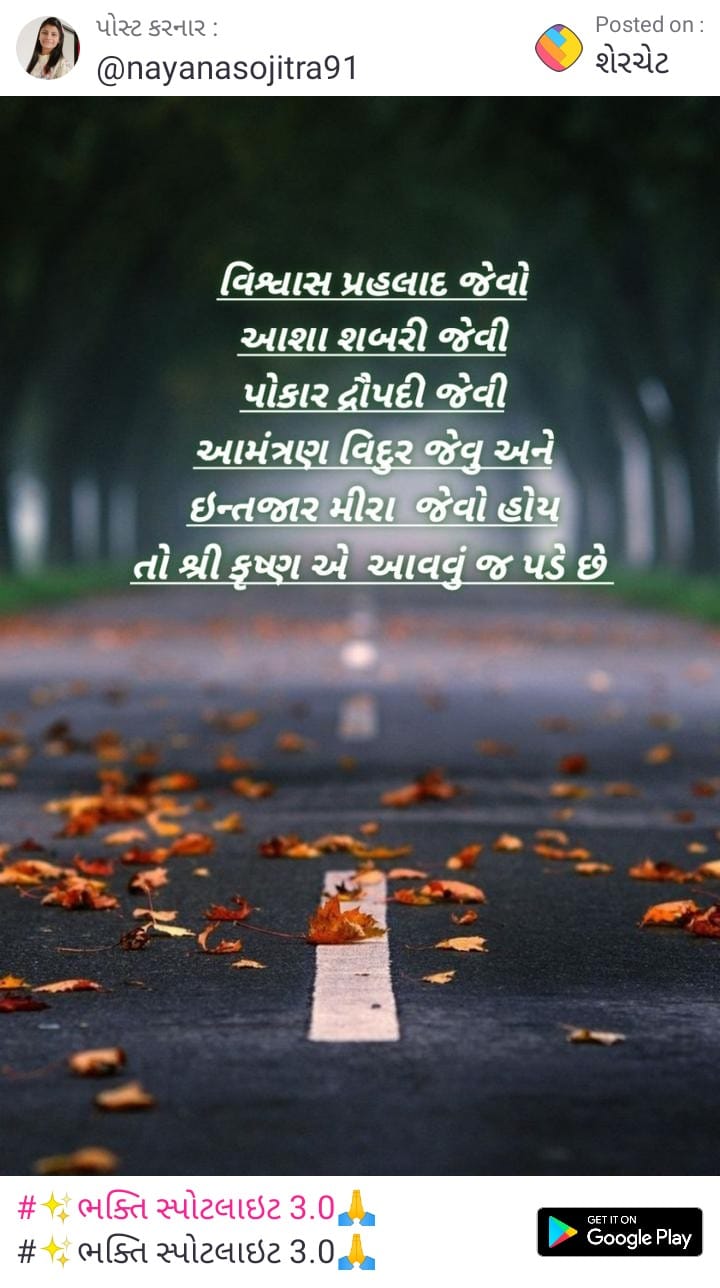 પોસ્ટ કરનાર :
@nayanasojitra91
Posted on :
શેરચેટ
વિશ્વાસ પ્રહલાદ જેવો
આશા શબરી જેવી
પોકાર દ્રૌપદી જેવી
આમંત્રણ વિદુર જેવુ અને
ઇન્તજાર મીરા જેવો હોય
તો શ્રી કૃષ્ણ એ આવવું જ પડે છે
#✨ભક્તિ સ્પોટલાઇટ 3.0🙏
#✨ભક્તિ સ્પોટલાઇટ 3.0🙏
GET IT ON
Google Play